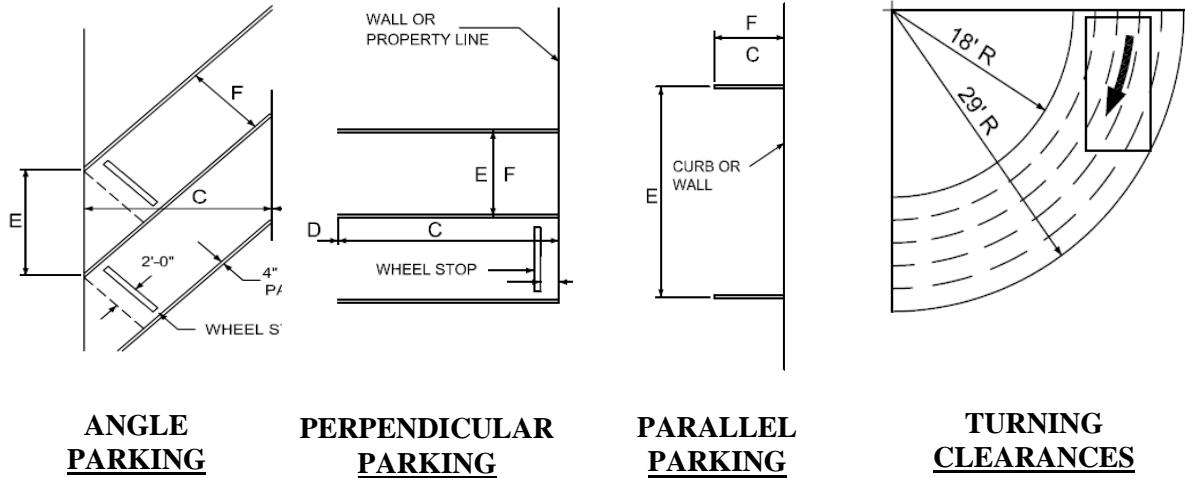 F
E
C
2'-0"
4"
WHEEL
WALL OR
PROPERTY LINE
E F
D
C
WHEEL STOP
F
C
CURB OR
WALL
E
18' R
29' R
ANGLE
PARKING
PERPENDICULAR
PARKING
PARALLEL
PARKING
TURNING
CLEARANCES